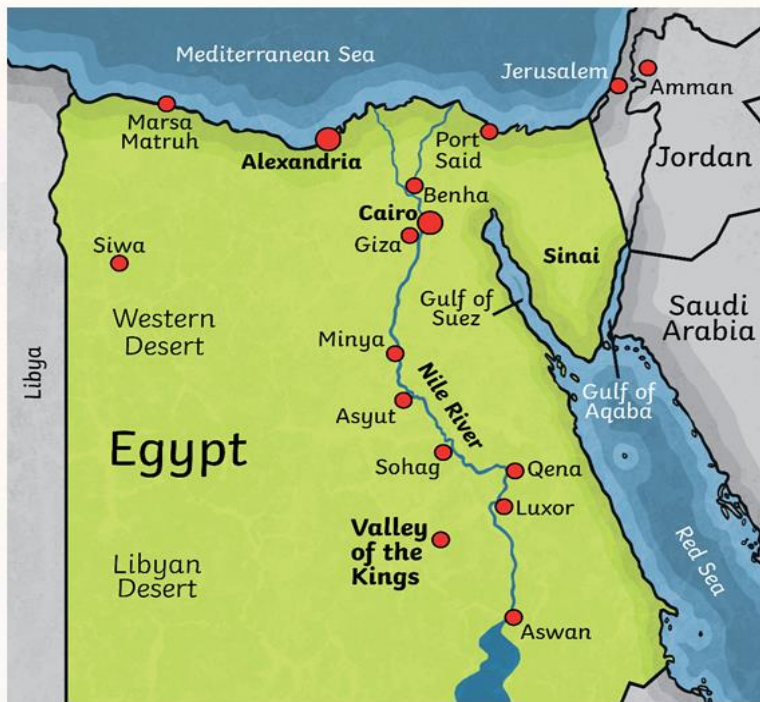 Mediterranean Sea
Jerusalem
Amman
Marsa
Matruh
Alexandria
Port
Said
Jordan
Benha
Cairo
Giza
Siwa
Sinai
Gulf of
Suez
Saudi
Arabia
Western
Desert
Minya
Libya
Nile River
Gulf of
Aqaba
Asyut
Egypt
Sohag
Qena
Luxor
Valley
of the
Kings
Red Sea
Libyan
Desert
Aswan